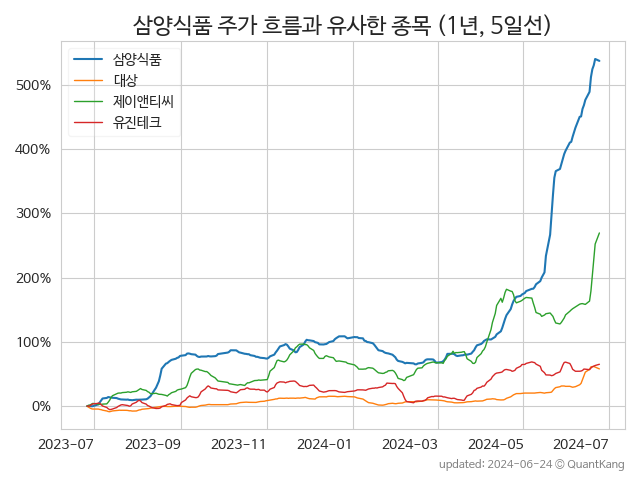 삼양식품 주가 흐름과 유사한 종목 (1년, 5일선)
삼양식품
대상
제이앤티씨
유진테크
500%
400%
300%
200%
100%
0%
2023-07 2023-09 2023-11 2024-01 2024-03 2024-05 2024-07
updated: 2024-06-24 @ QuantKang